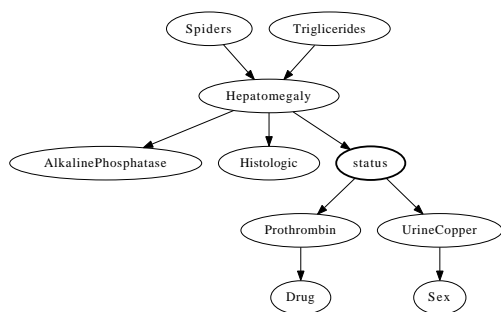 Spiders
Triglicerides
Hepatomegaly
AlkalinePhosphatase
Histologic
status
Prothrombin
UrineCopper
Drug
Sex